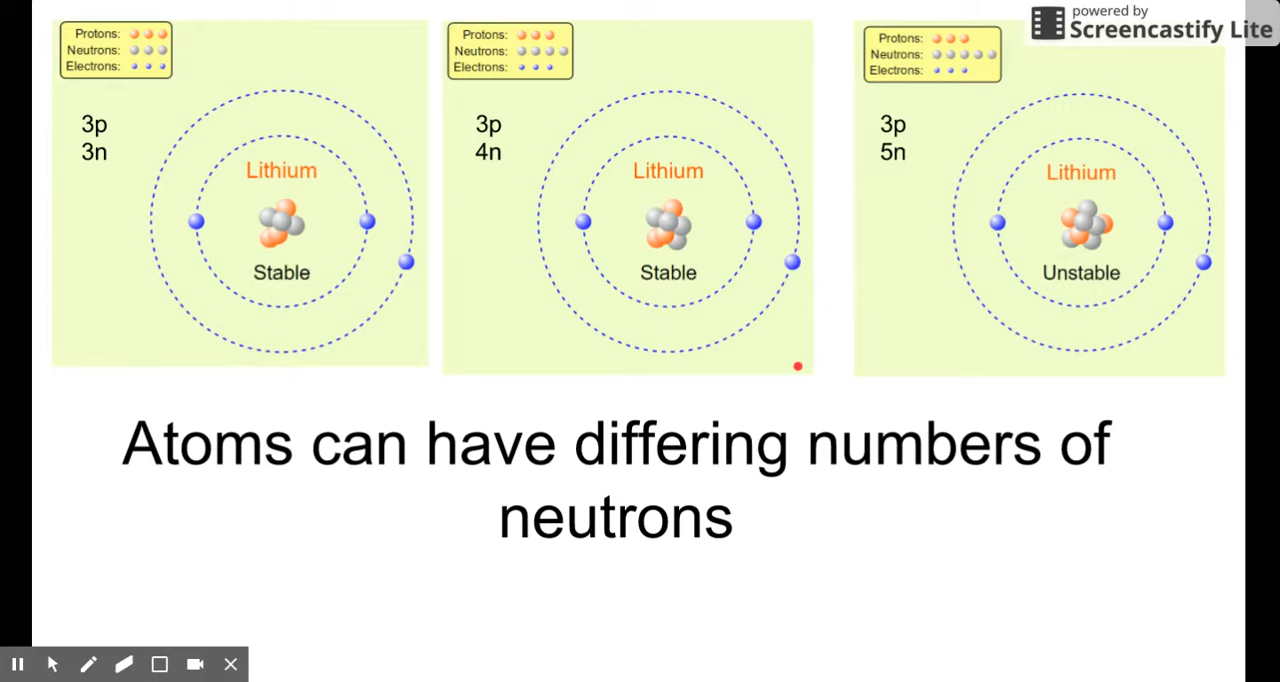 powered by
Screencastify Lite
Protons:
Neutrons:
Electrons:
3p
3n
Lithium
Stable
Protons:
Neutrons:
Electrons:
3p
4n
Lithium
Stable
Protons:
Neutrons:
Electrons:
3p
5n
Lithium
Unstable
Atoms can have differing numbers of
neutrons